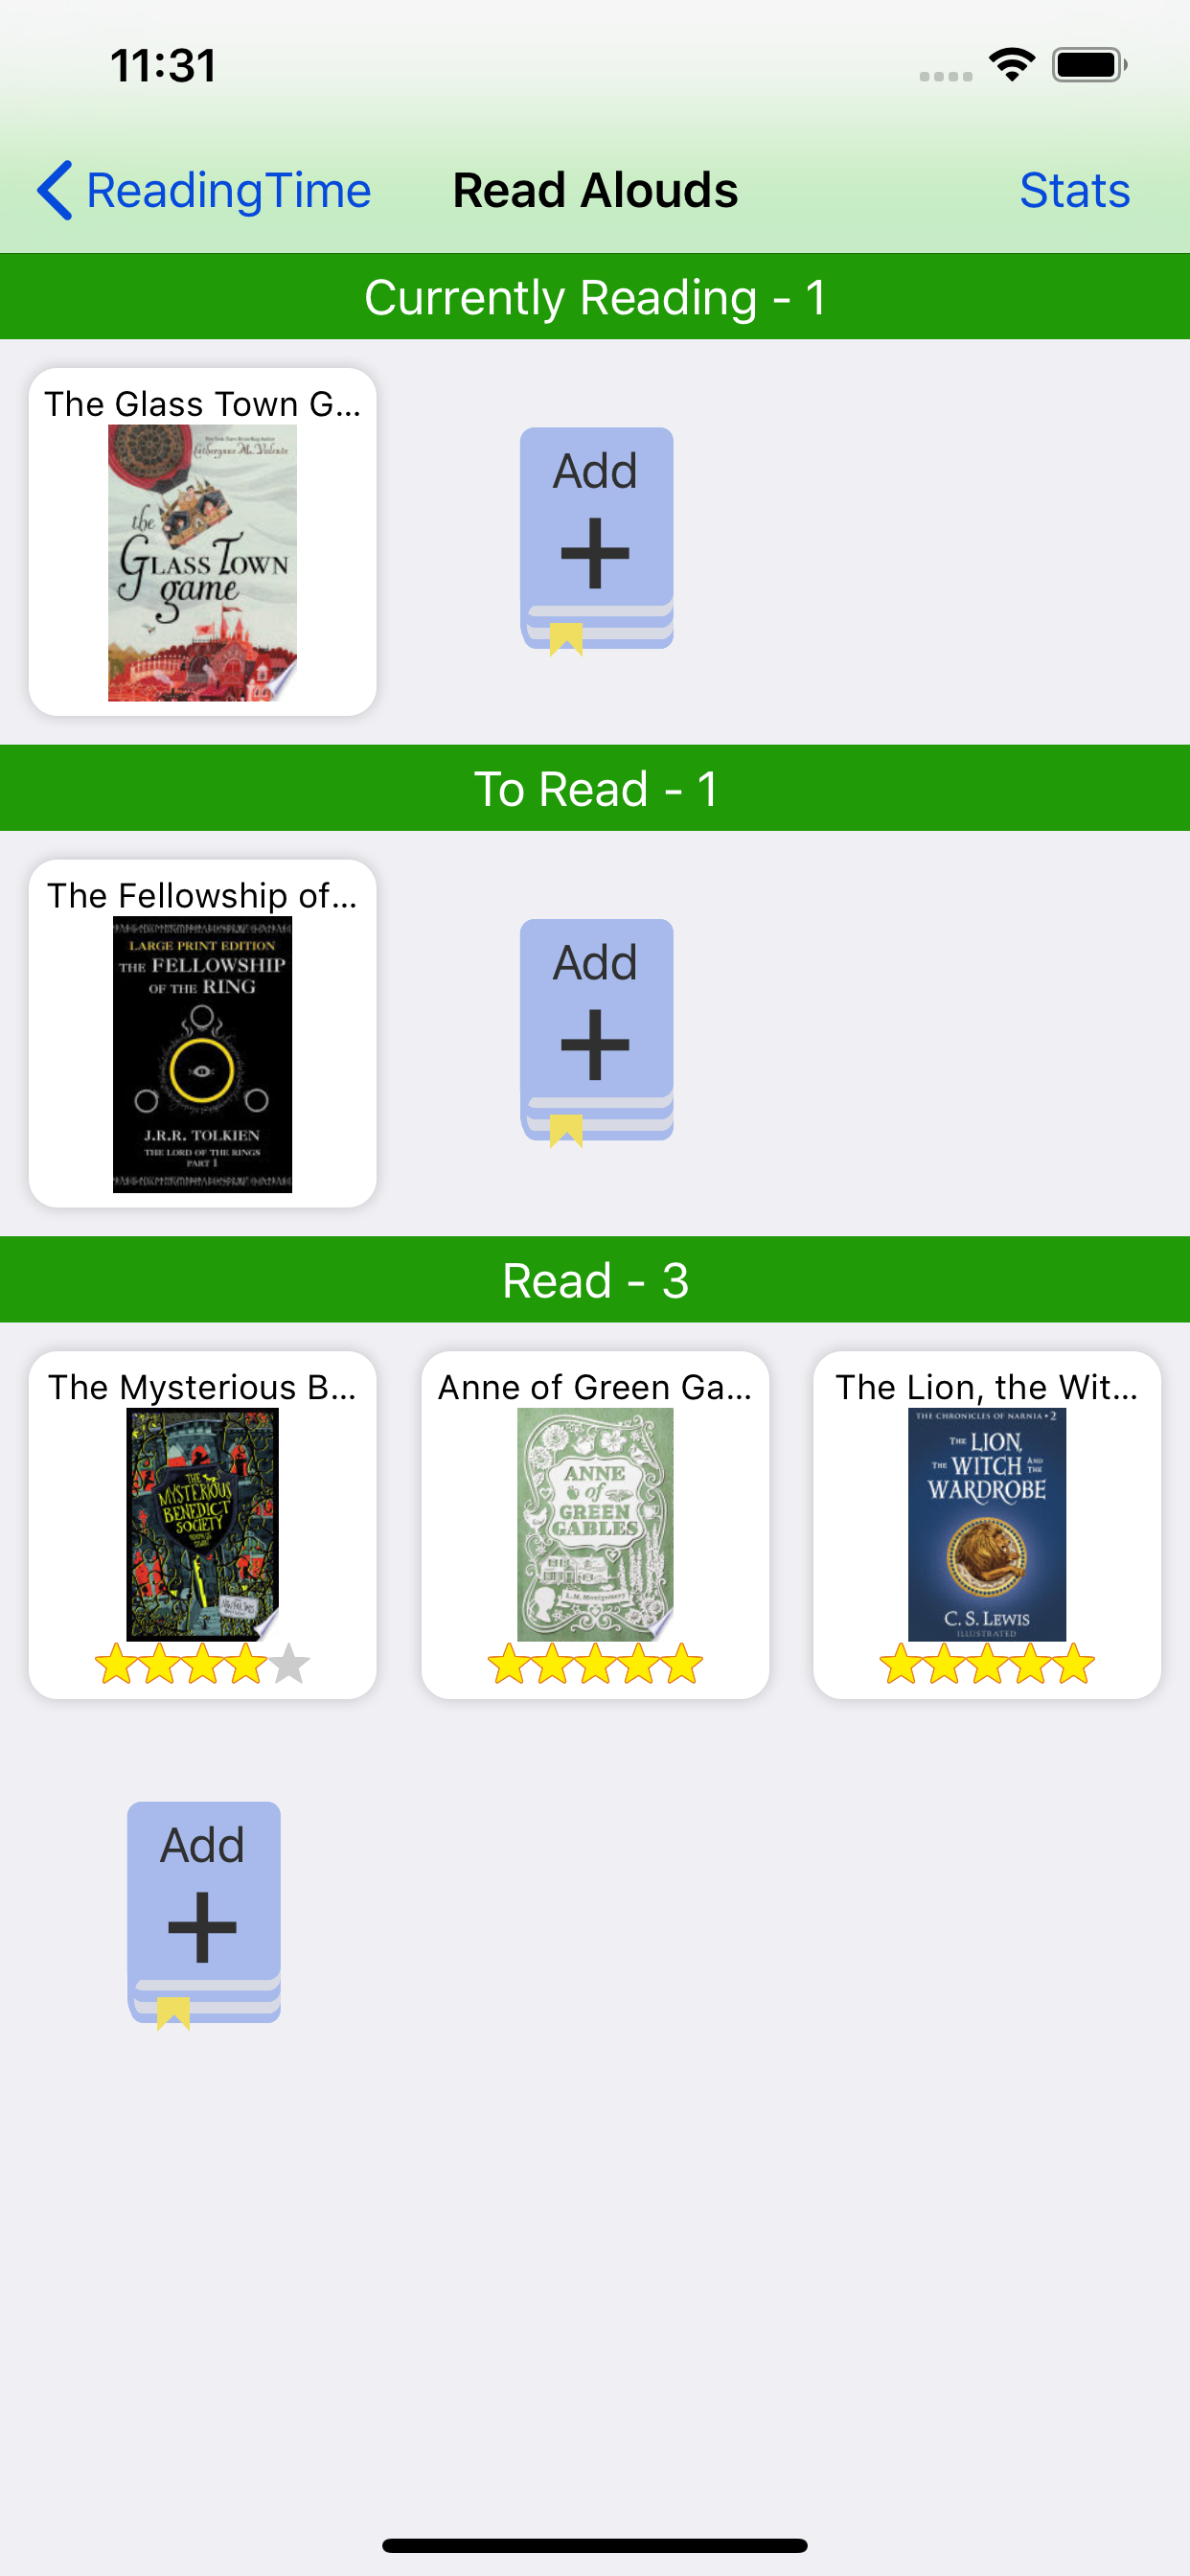 11:31
ReadingTime
Read Alouds
Stats
Currently Reading - 1
The Glass Town G...
Catherynne M. Valente
the
GLASS TOWN
game
Add
To Read - 1
The Fellowship of...
LARGE PRINT EDITION
THE FELLOWSHIP
OF THE RING
J.R.R. TOLKIEN
THE LORD OF THE RINGS
PART I
Add
Read - 3
The Mysterious B...
THE
MYSTERIOUS
BENEDICT
SOCIETY
Anne of Green Ga...
ANNE
of
GREEN
GABLES
L.M. Montgomery
The Lion, the Wit...
THE CHRONICLES OF NARNIA • 2
THE LION,
THE WITCH AND THE
WARDROBE
C. S. LEWIS
ILLUSTRATED
Add